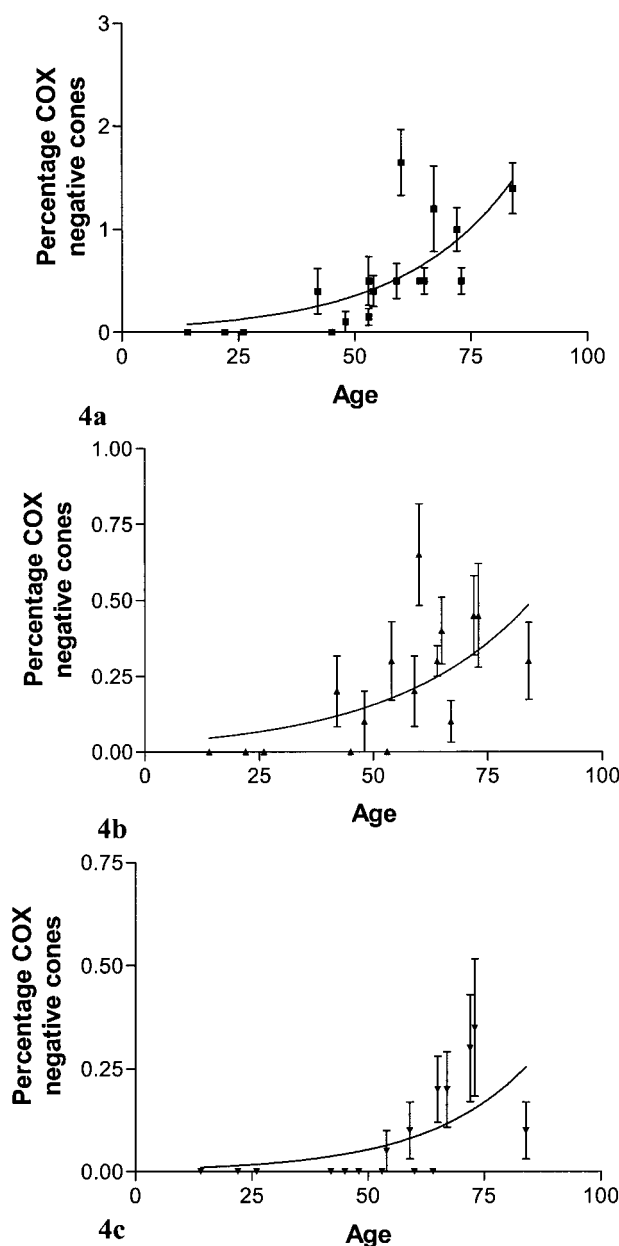 Percentage COX
negative cones
3
2
1
0
0 25 50 75 100
Age
4a
Percentage COX
negative cones
1.00
0.75
0.50
0.25
0.00
0 25 50 75 100
Age
4b
Percentage COX
negative cones
0.75
0.50
0.25
0.00
0 25 50 75 100
Age
4c